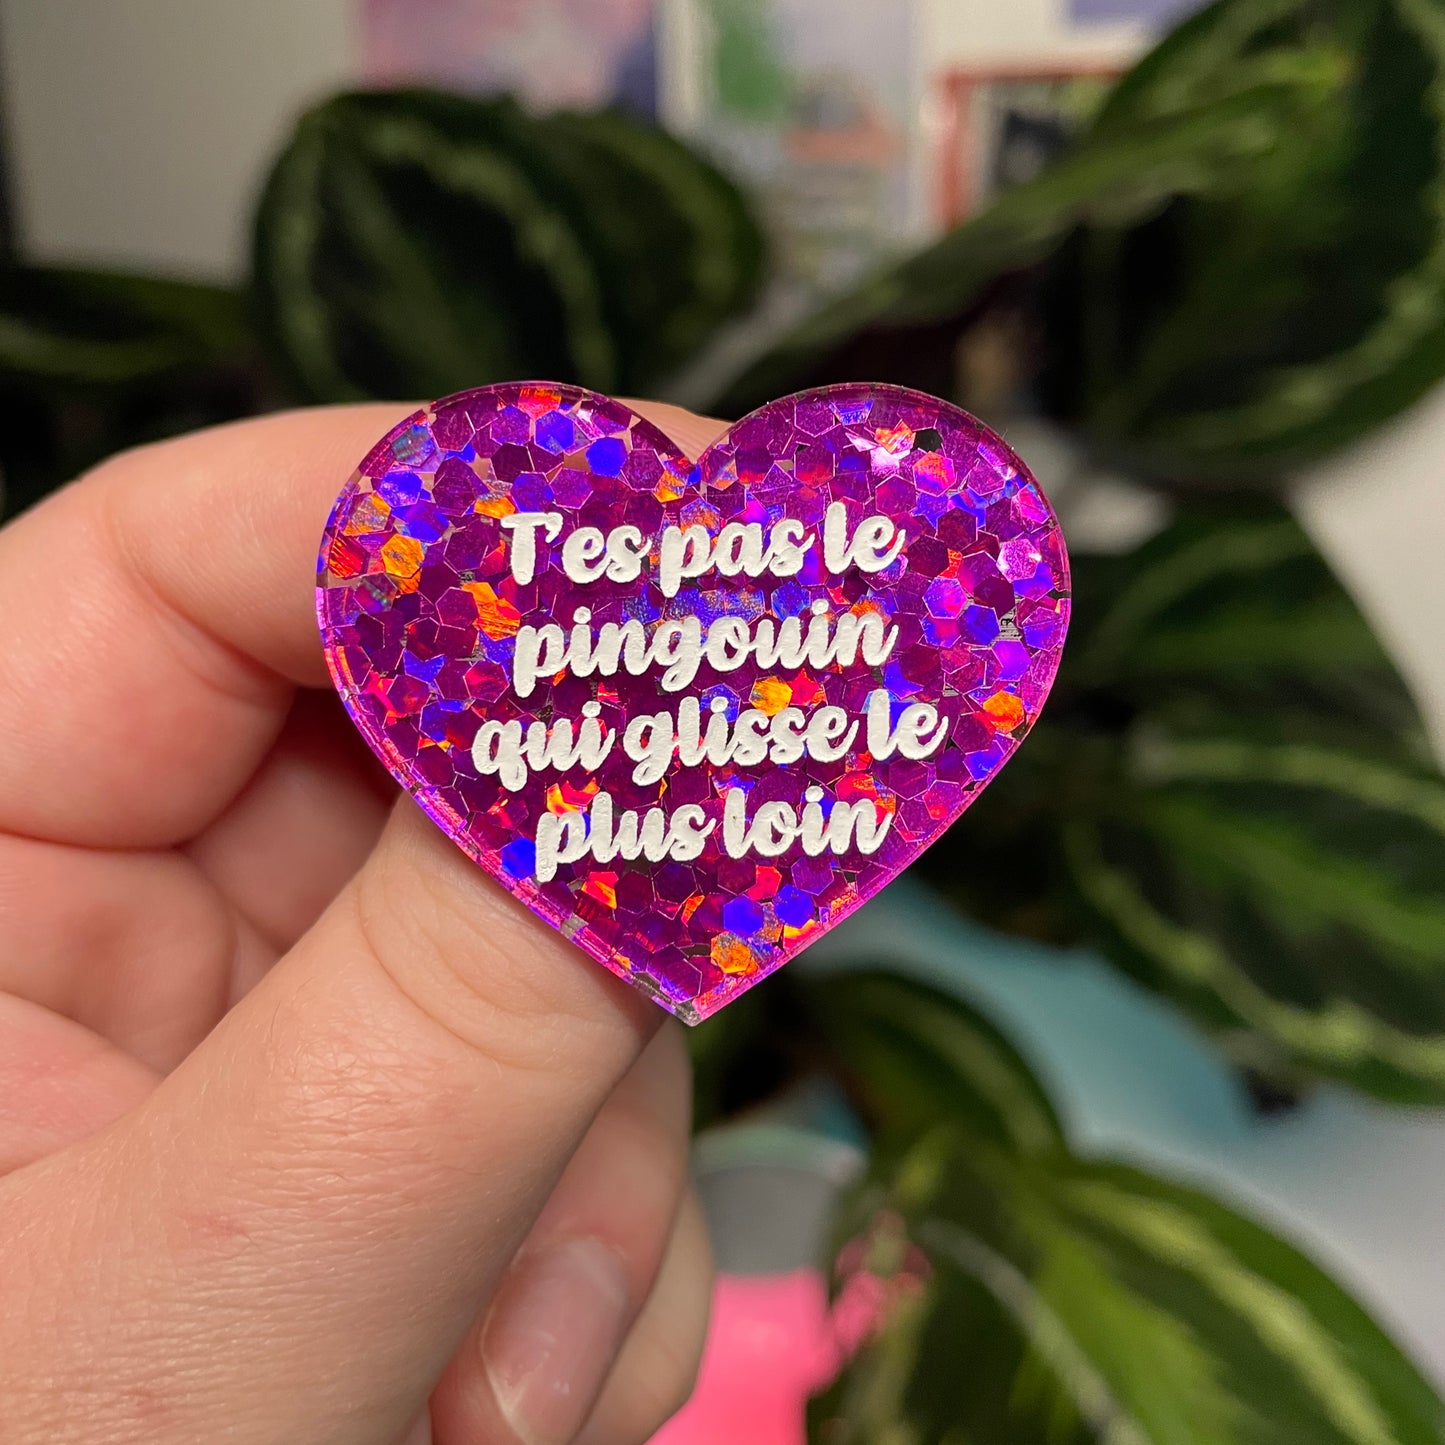 T'es pas le
pingouin
qui glisse le
plus loin